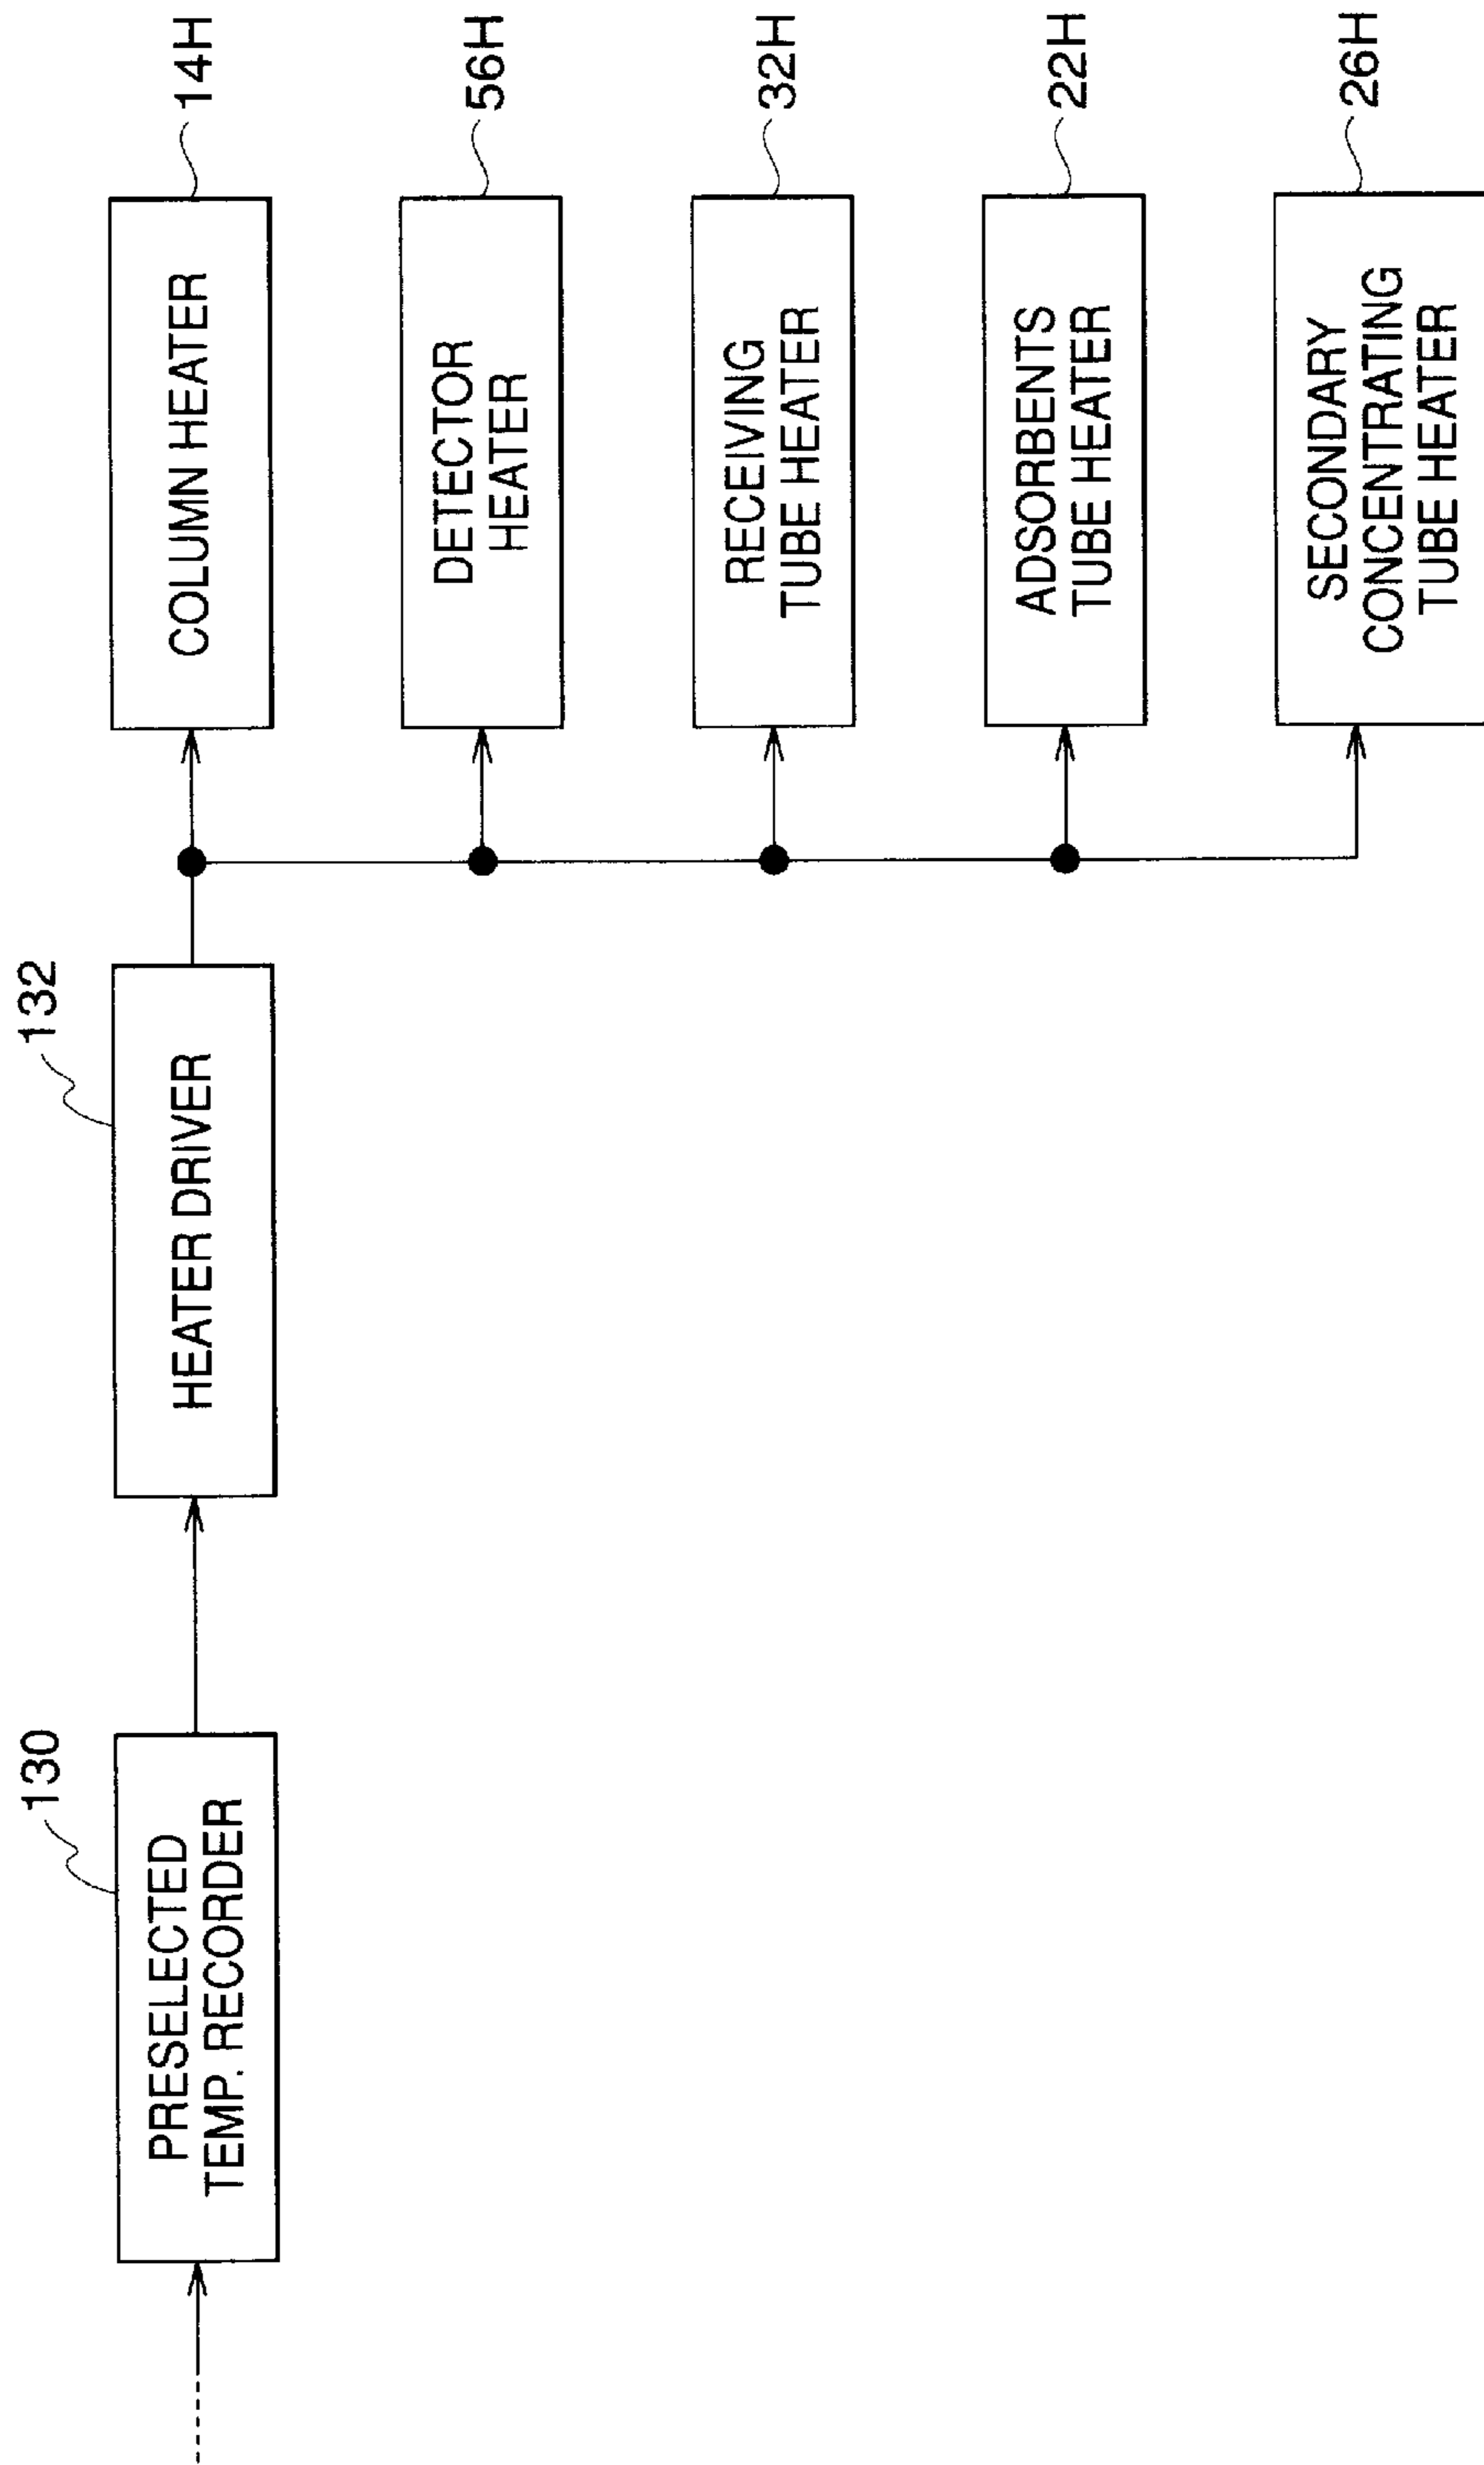 130
PRESELECTED
TEMP. RECORDER
132
HEATER DRIVER
COLUMN HEATER
14H
DETECTOR
HEATER
56H
RECEIVING
TUBE HEATER
32H
ADSORBENTS
TUBE HEATER
22H
SECONDARY
CONCENTRATING
TUBE HEATER
26H